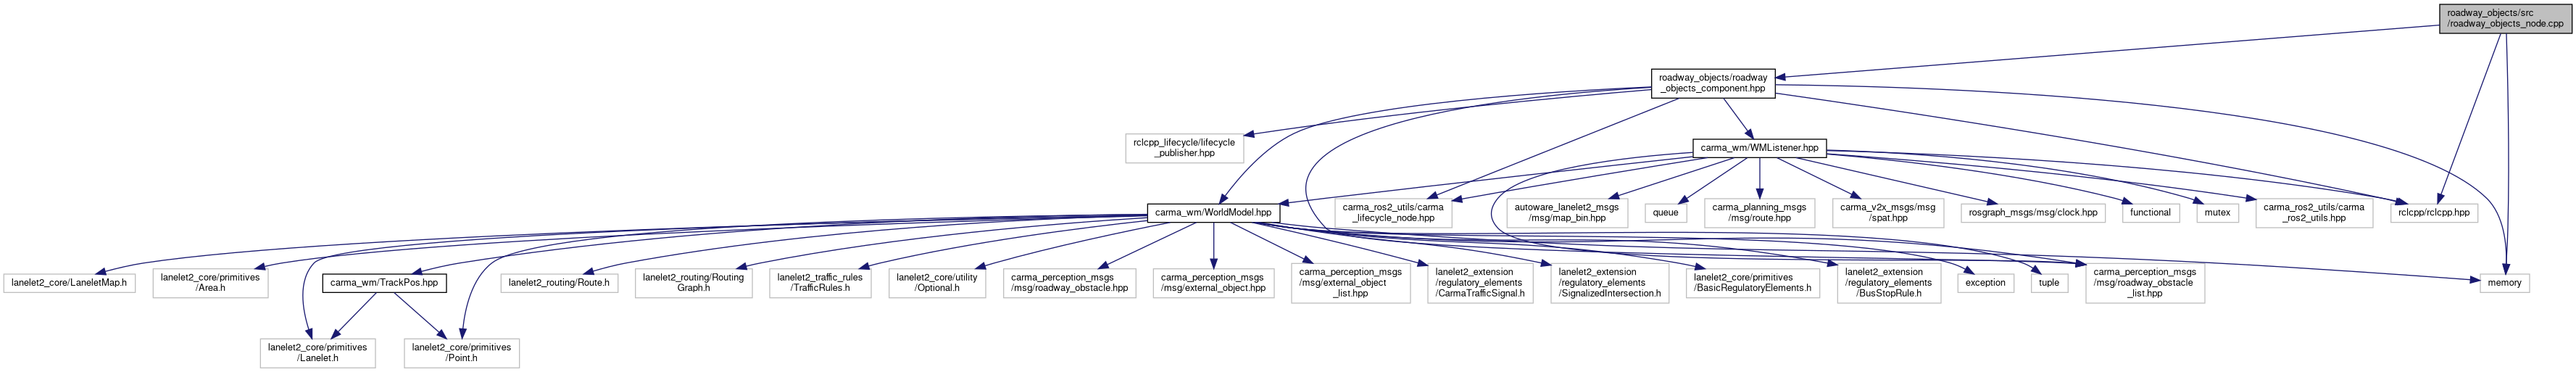 roadway_objects/src
/roadway_objects_node.cpp
roadway_objects/roadway
_objects_component.hpp
rclcpp_lifecycle/lifecycle
_publisher.hpp
carma_wm/WMListener.hpp
carma_wm/WorldModel.hpp
carma_ros2_utils/carma
_lifecycle_node.hpp
autoware_lanelet2_msgs
/msg/map_bin.hpp
queue
carma_planning_msgs
/msg/route.hpp
carma_v2x_msgs/msg
/spat.hpp
rosgraph_msgs/msg/clock.hpp
functional
mutex
carma_ros2_utils/carma
_ros2_utils.hpp
rclcpp/rclcpp.hpp
lanelet2_core/LaneletMap.h
lanelet2_core/primitives
/Area.h
carma_wm/TrackPos.hpp
lanelet2_routing/Route.h
lanelet2_routing/Routing
Graph.h
lanelet2_traffic_rules
/TrafficRules.h
lanelet2_core/utility
/Optional.h
carma_perception_msgs
/msg/roadway_obstacle.hpp
carma_perception_msgs
/msg/external_object.hpp
carma_perception_msgs
/msg/external_object
_list.hpp
lanelet2_extension
/regulatory_elements
/CarmaTrafficSignal.h
lanelet2_extension
/regulatory_elements
/SignalizedIntersection.h
lanelet2_core/primitives
/BasicRegulatoryElements.h
lanelet2_extension
/regulatory_elements
/BusStopRule.h
exception
tuple
carma_perception_msgs
/msg/roadway_obstacle
_list.hpp
memory
lanelet2_core/primitives
/Lanelet.h
lanelet2_core/primitives
/Point.h